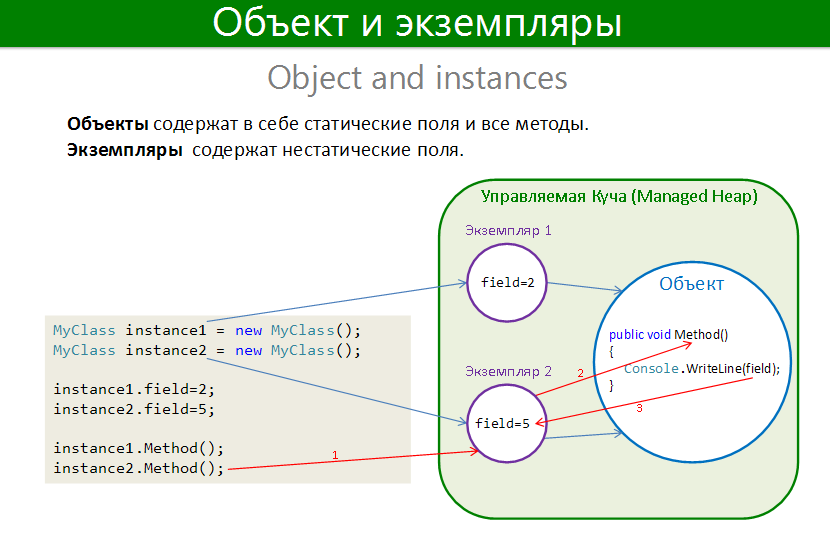 Объект и экземпляры
Object and instances
Объекты содержат в себе статические поля и все методы.
Экземпляры содержат нестатические поля.
Управляемая Куча (Managed Heap)
Экземпляр 1
field=2
Объект
public void Method()
{
Console.WriteLine(field);
}
MyClass instance1 = new MyClass();
MyClass instance2 = new MyClass();
instance1.field=2;
instance2.field=5;
instance1.Method();
instance2.Method();
1
Экземпляр 2
field=5
2
3